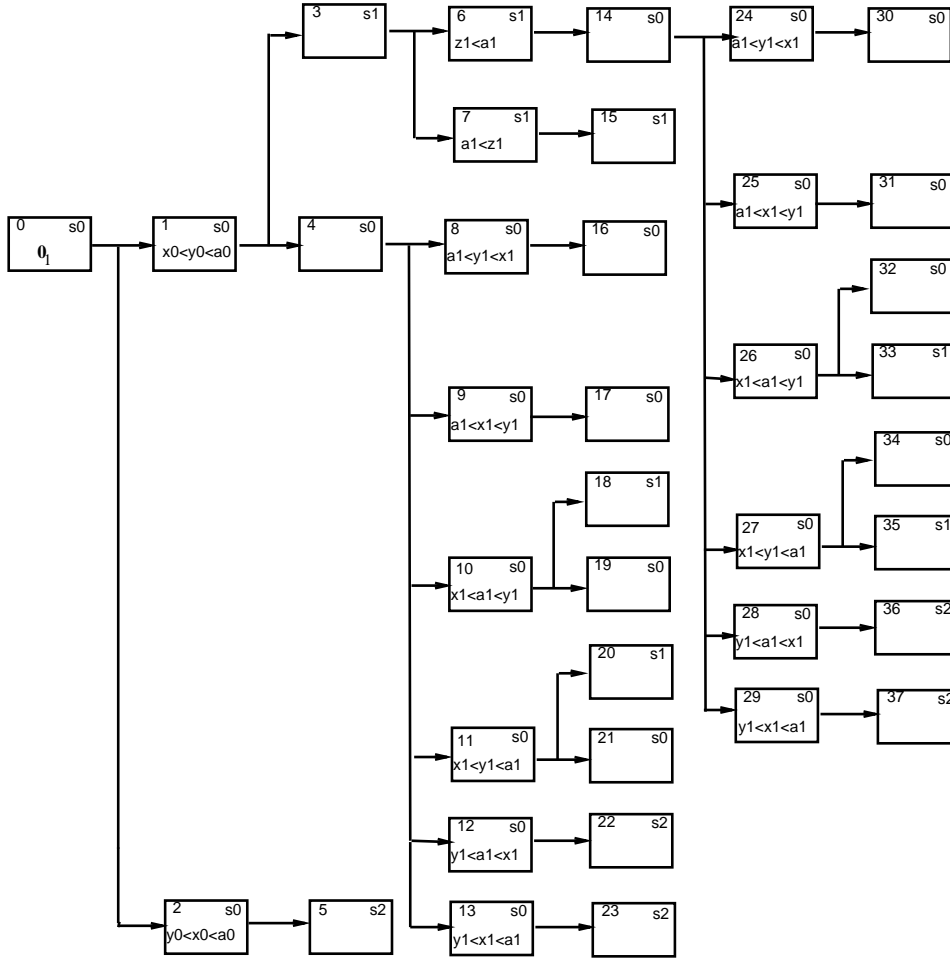 0 s0
0₁
1 s0
x0<y0<a0
2 s0
y0<x0<a0
3 s1
4 s0
5 s2
6 s1
z1<a1
7 s1
a1<z1
8 s0
a1<y1<x1
9 s0
a1<x1<y1
10 s0
x1<a1<y1
11 s0
x1<y1<a1
12 s0
y1<a1<x1
13 s0
y1<x1<a1
14 s0
15 s1
16 s0
17 s0
18 s1
19 s0
20 s1
21 s0
22 s2
23 s2
24 s0
a1<y1<x1
25 s0
a1<x1<y1
26 s0
x1<a1<y1
27 s0
x1<y1<a1
28 s0
y1<a1<x1
29 s0
y1<x1<a1
30 s0
31 s0
32 s0
33 s1
34 s0
35 s1
36 s2
37 s2